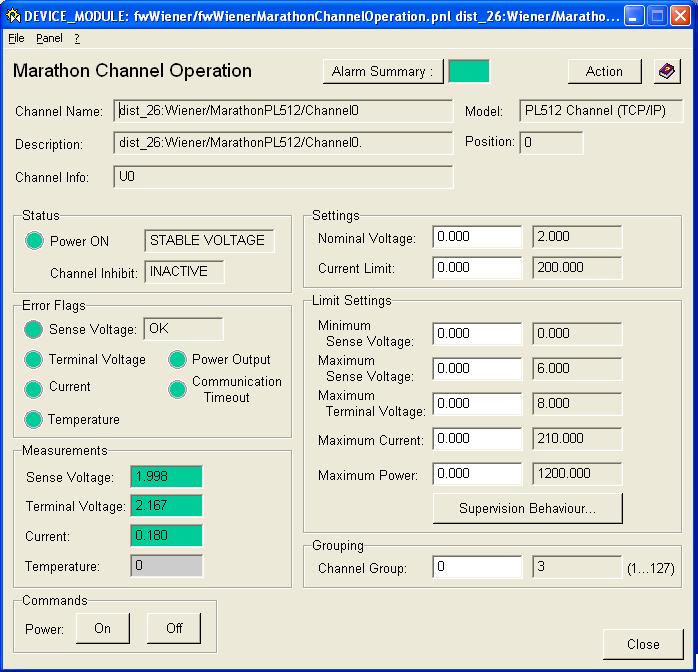 DEVICE_MODULE: fwWiener/fwWienerMarathonChannelOperation.pnl dist_26:Wiener/Maratho...
File Panel ?
Marathon Channel Operation
Alarm Summary :
Action
Channel Name: dist_26:Wiener/MarathonPL512/Channel0
Model: PL512 Channel (TCP/IP)
Description: dist_26:Wiener/MarathonPL512/Channel0.
Position: 0
Channel Info: U0
Status
Power ON STABLE VOLTAGE
Channel Inhibit: INACTIVE
Error Flags
Sense Voltage: OK
Terminal Voltage
Power Output
Current
Communication
Timeout
Temperature
Measurements
Sense Voltage: 1.998
Terminal Voltage: 2.167
Current: 0.180
Temperature: 0
Commands
Power: On Off
Settings
Nominal Voltage: 0.000 2.000
Current Limit: 0.000 200.000
Limit Settings
Minimum
Sense Voltage: 0.000 0.000
Maximum
Sense Voltage: 0.000 6.000
Maximum
Terminal Voltage: 0.000 8.000
Maximum Current: 0.000 210.000
Maximum Power: 0.000 1200.000
Supervision Behaviour...
Grouping
Channel Group: 0 3 (1...127)
Close